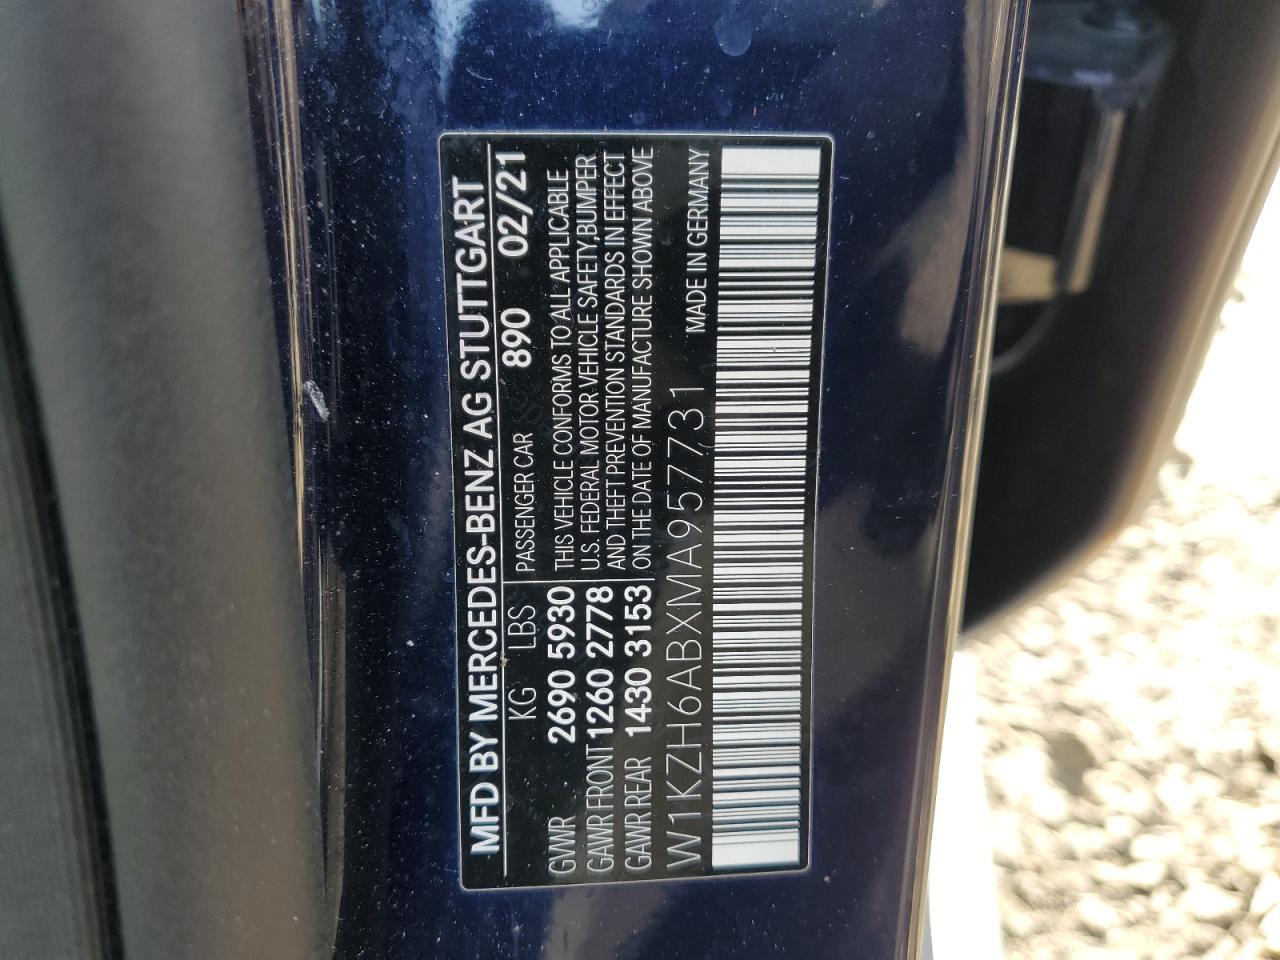 MFD BY MERCEDES-BENZ AG STUTTGART
KG LBS PASSENGER CAR 890 02/21
GVWR 2690 5930 THIS VEHICLE CONFORMS TO ALL APPLICABLE
GAWR FRONT 1260 2778 U.S. FEDERAL MOTOR VEHICLE SAFETY,BUMPER
AND THEFT PREVENTION STANDARDS IN EFFECT
GAWR REAR 1430 3153 ON THE DATE OF MANUFACTURE SHOWN ABOVE
W1KZH6ABXMA957731 MADE IN GERMANY